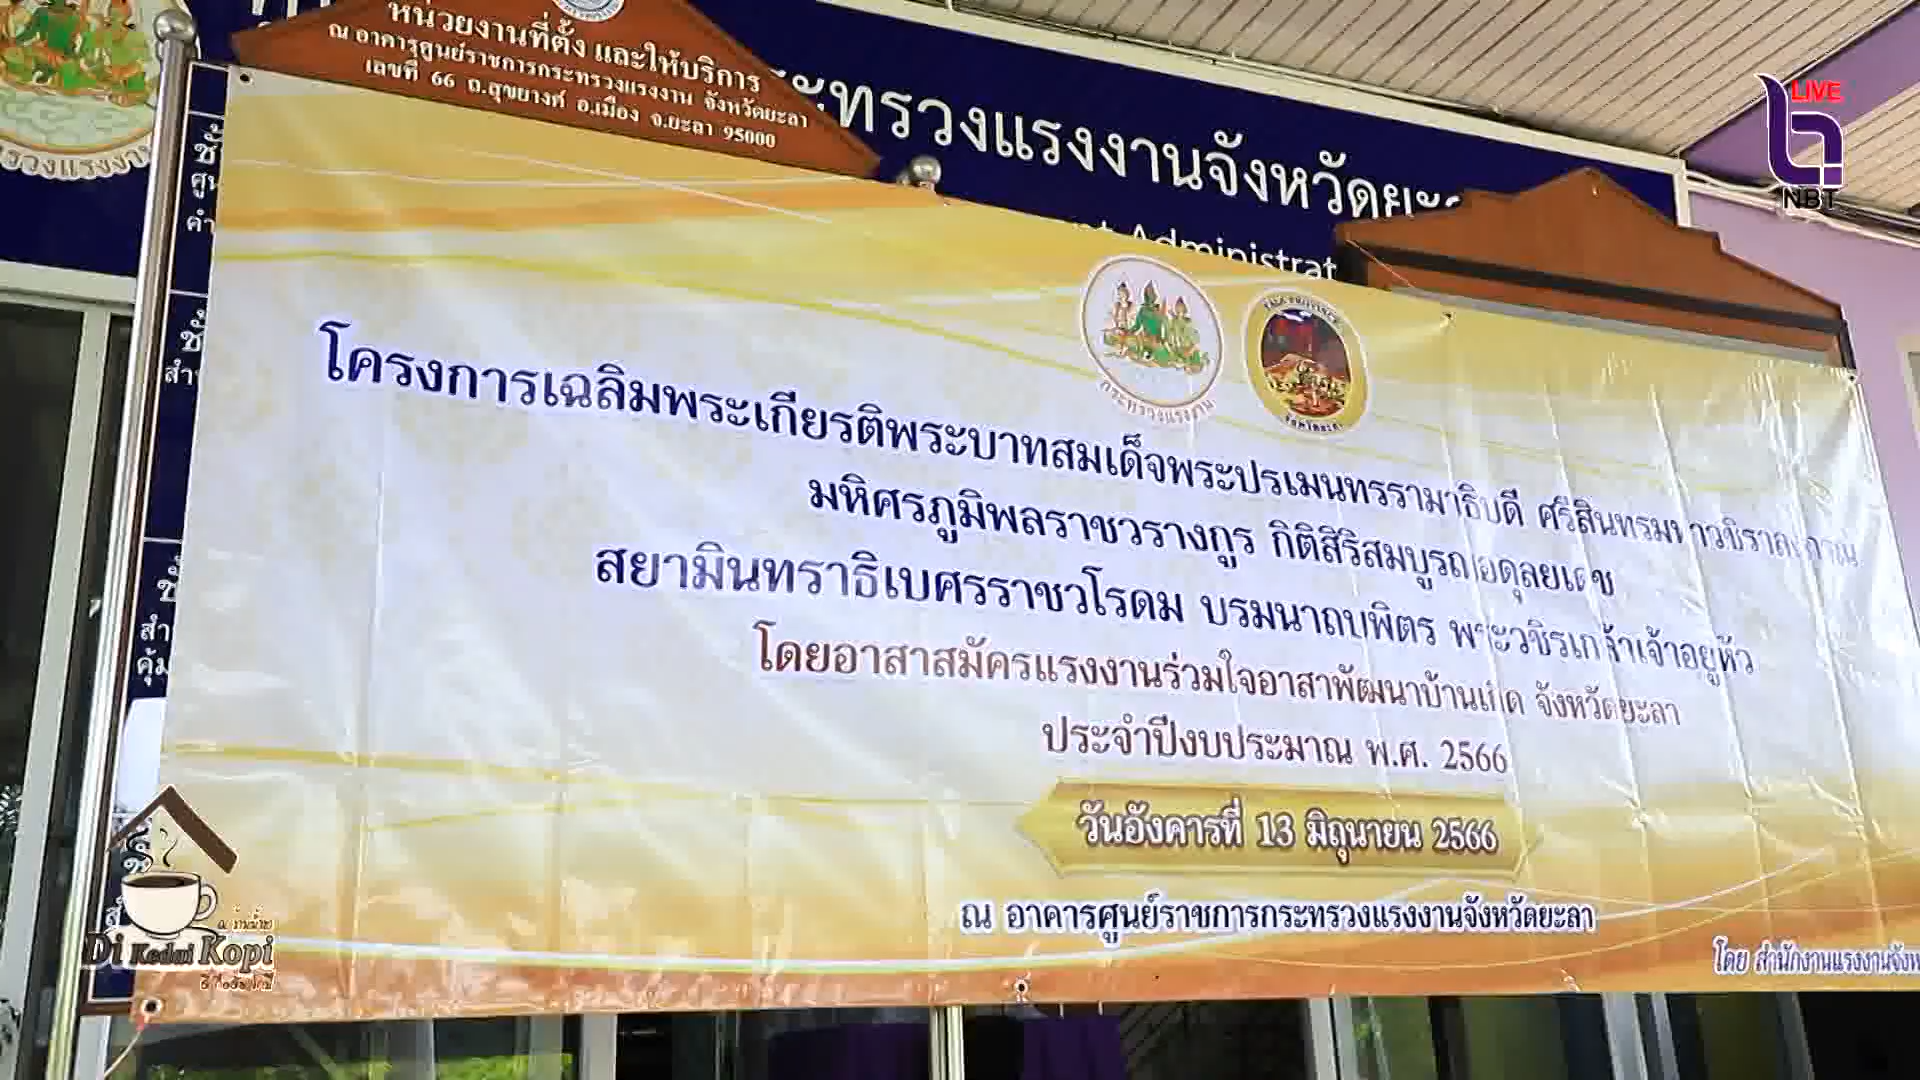 หน่วยงานที่ตั้ง และให้บริการ
ณ อาคารศูนย์ราชการกระทรวงแรงงาน จังหวัดยะลา
เลขที่ 66 ถ.สุขยางค์ อ.เมือง จ.ยะลา 95000
ะทรวงแรงงานจังหวัดยะ
Administrat
LIVE
NBT
กระทรวงแรงงาน
YALA PROVINCE
จังหวัดยะลา
โครงการเฉลิมพระเกียรติพระบาทสมเด็จพระปรเมนทรรามาธิบดี
มหิศรภูมิพลราชวรางกูร กิติสิริสมบูรณอดุลยเดช
สยามินทราธิเบศรราชวโรดม บรมนาถบพิตร พระวชิรเกล้าเจ้าอยู่หัว
โดยอาสาสมัครแรงงานร่วมใจอาสาพัฒนาบ้านเกิด จังหวัดยะลา
ประจำปีงบประมาณ พ.ศ. 2566
วันอังคารที่ 13 มิถุนายน 2566
ณ อาคารศูนย์ราชการกระทรวงแรงงานจังหวัดยะลา
โดย สำนักงานแรงงานจังห
Di Kedai Kopi